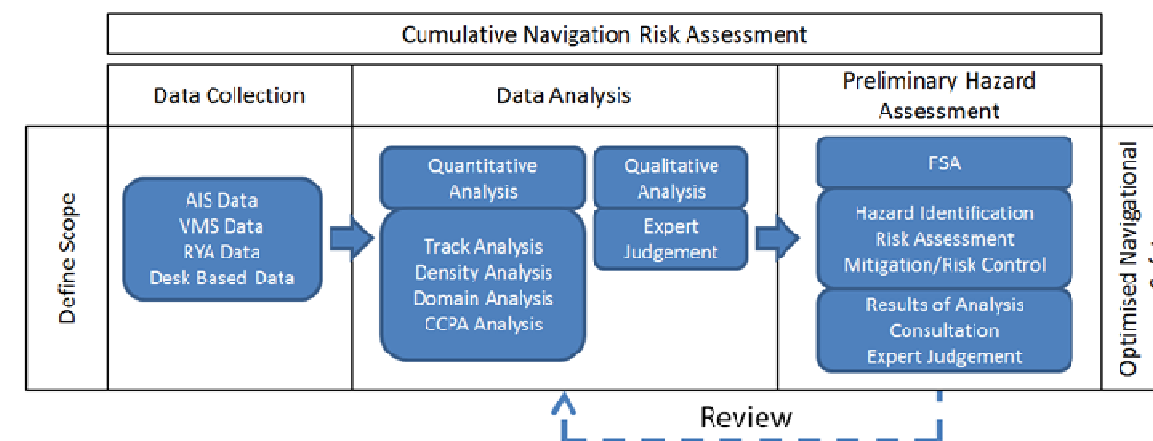 Cumulative Navigation Risk Assessment
Data Collection
Data Analysis
Preliminary Hazard
Assessment
Define Scope
AIS Data
VMS Data
RYA Data
Desk Based Data
Quantitative
Analysis
Track Analysis
Density Analysis
Domain Analysis
CCPA Analysis
Qualitative
Analysis
Expert
Judgement
FSA
Hazard Identification
Risk Assessment
Mitigation/Risk Control
Results of Analysis
Consultation
Expert Judgement
Optimised Navigational
Review